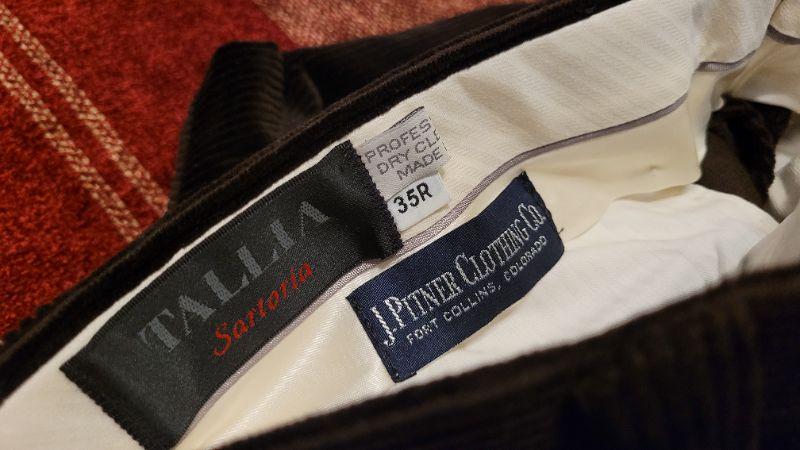 TALLIA
Sartoria
PROFES
DRY CL
MADE
35R
J. PITNER CLOTHING CO.
FORT COLLINS, COLORADO